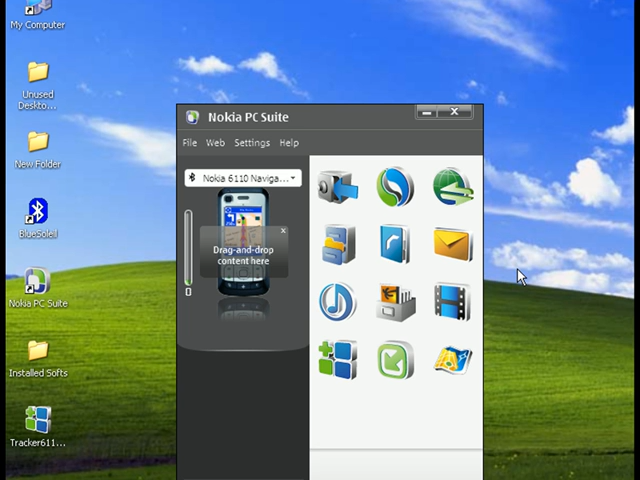 My Computer
Unused
Deskto...
New Folder
BlueSoleil
Nokia PC Suite
Installed Softs
Tracker611...
Nokia PC Suite
File Web Settings Help
Nokia 6110 Naviga...
x
Drag-and-drop
content here